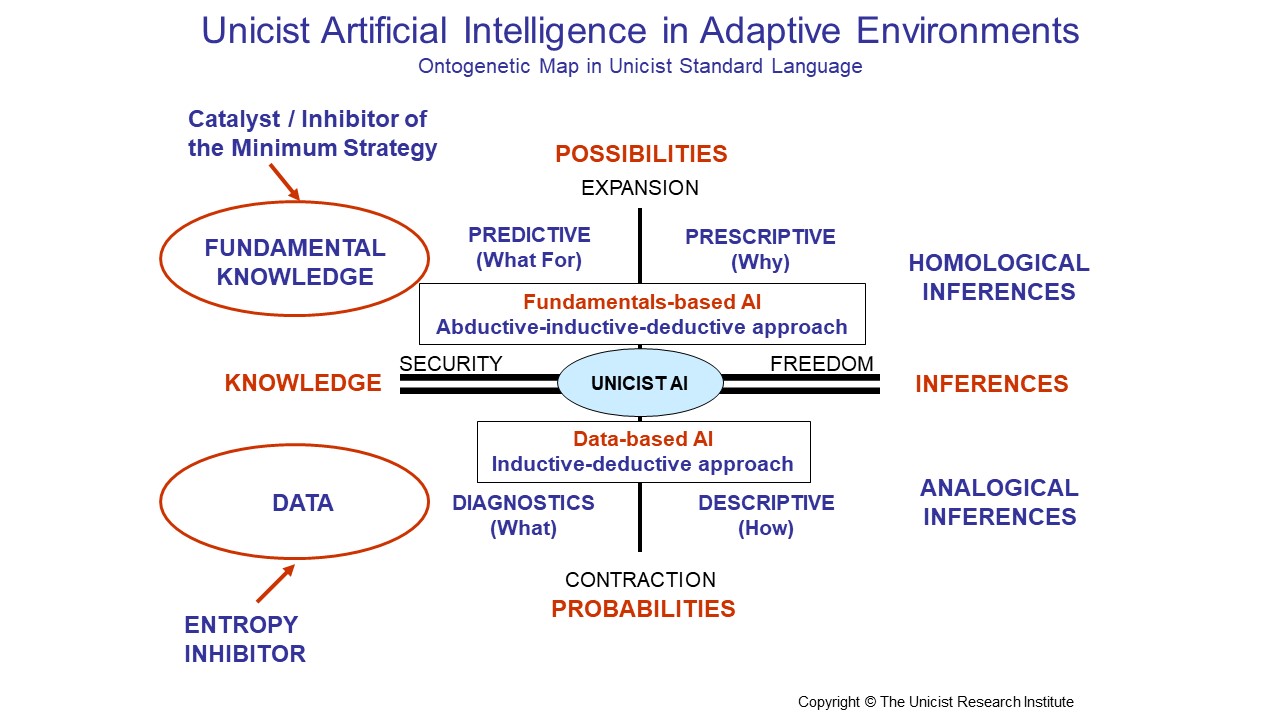 Unicist Artificial Intelligence in Adaptive Environments
Ontogenetic Map in Unicist Standard Language
Catalyst / Inhibitor of
the Minimum Strategy
POSSIBILITIES
EXPANSION
FUNDAMENTAL
KNOWLEDGE
PREDICTIVE
(What For)
PRESCRIPTIVE
(Why)
HOMOLOGICAL
INFERENCES
Fundamentals-based AI
Abductive-inductive-deductive approach
SECURITY
FREEDOM
KNOWLEDGE
UNICIST AI
INFERENCES
Data-based AI
Inductive-deductive approach
DATA
DIAGNOSTICS
(What)
DESCRIPTIVE
(How)
ANALOGICAL
INFERENCES
CONTRACTION
PROBABILITIES
ENTROPY
INHIBITOR
Copyright © The Unicist Research Institute